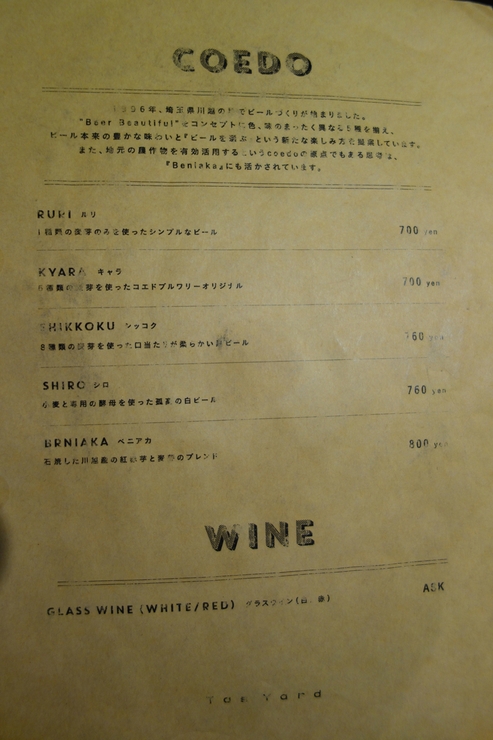 COEDO
年、埼玉県川越の でビールづくりが始まりました。
"Beer Beautiful"をコンセプトに色、味のまったく異なる 種を揃え、
ビール本来の豊かな味わいと『ビールを選ぶ』という新たな楽しみ方を提案しています。
また、地元の農作物を有効活用するというcoedoの原点でもある思想は、
『Beniaka』にも活かされています。
RURI ルリ
1種類の麦芽のみを使ったシンプルなビール 700 yen
KYARA キャラ
6種類の麦芽を使ったコエドブルワリーオリジナル 700 yen
SHIKKOKU シッコク
8種類の麦芽を使った口当たりが柔らかい ビール 760
SHIRO シロ
小麦と専用の酵母を使った孤高の白ビール 760 yen
BRNIAKA ベニアカ
石焼した川越産の紅赤芋と麦芽のブレンド 800 yen
WINE
GLASS WINE (WHITE/RED) グラスワイン(白、赤) ASK
Tas Yard